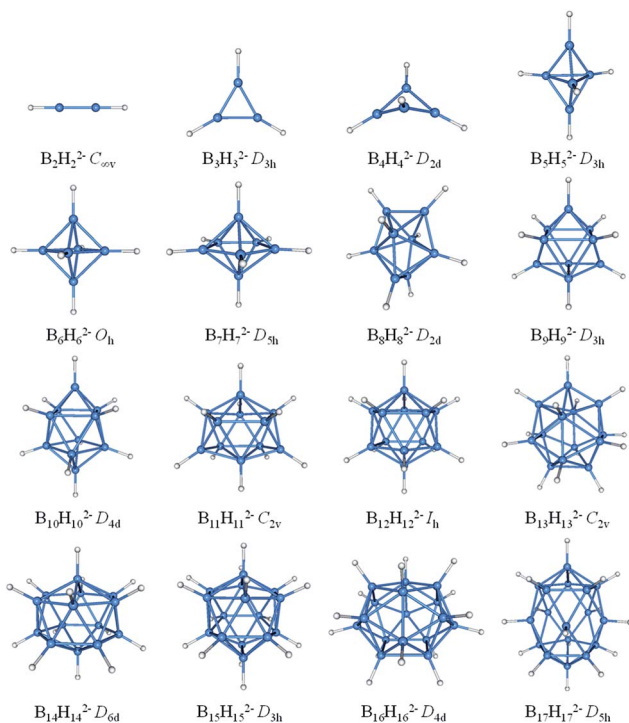 B₂H₂²⁻ C∞v
B₃H₃²⁻ D₃h
B₄H₄²⁻ D₂d
B₅H₅²⁻ D₃h
B₆H₆²⁻ Oh
B₇H₇²⁻ D₅h
B₈H₈²⁻ D₂d
B₉H₉²⁻ D₃h
B₁₀H₁₀²⁻ D₄d
B₁₁H₁₁²⁻ C₂v
B₁₂H₁₂²⁻ Ih
B₁₃H₁₃²⁻ C₂v
B₁₄H₁₄²⁻ D₆d
B₁₅H₁₅²⁻ D₃h
B₁₆H₁₆²⁻ D₄d
B₁₇H₁₇²⁻ D₅h